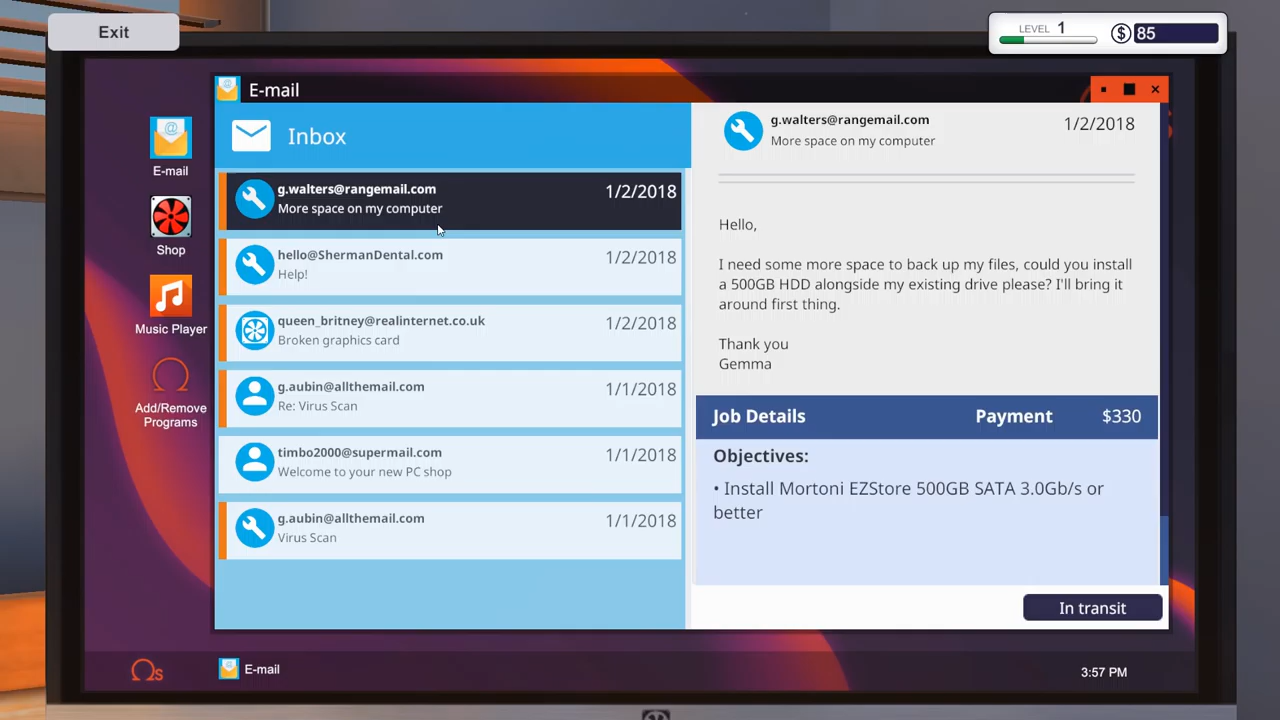 Exit
LEVEL 1
$ 85
E-mail
E-mail
Shop
Music Player
Add/Remove
Programs
Inbox
g.walters@rangemail.com
1/2/2018
More space on my computer
hello@ShermanDental.com
1/2/2018
Help!
queen_britney@realinternet.co.uk
1/2/2018
Broken graphics card
g.aubin@allthemail.com
1/1/2018
Re: Virus Scan
timbo2000@supermail.com
1/1/2018
Welcome to your new PC shop
g.aubin@allthemail.com
1/1/2018
Virus Scan
g.walters@rangemail.com
1/2/2018
More space on my computer
Hello,
I need some more space to back up my files, could you install
a 500GB HDD alongside my existing drive please? I'll bring it
around first thing.
Thank you
Gemma
Job Details
Payment
$330
Objectives:
• Install Mortoni EZStore 500GB SATA 3.0Gb/s or
better
In transit
Ωs
E-mail
3:57 PM